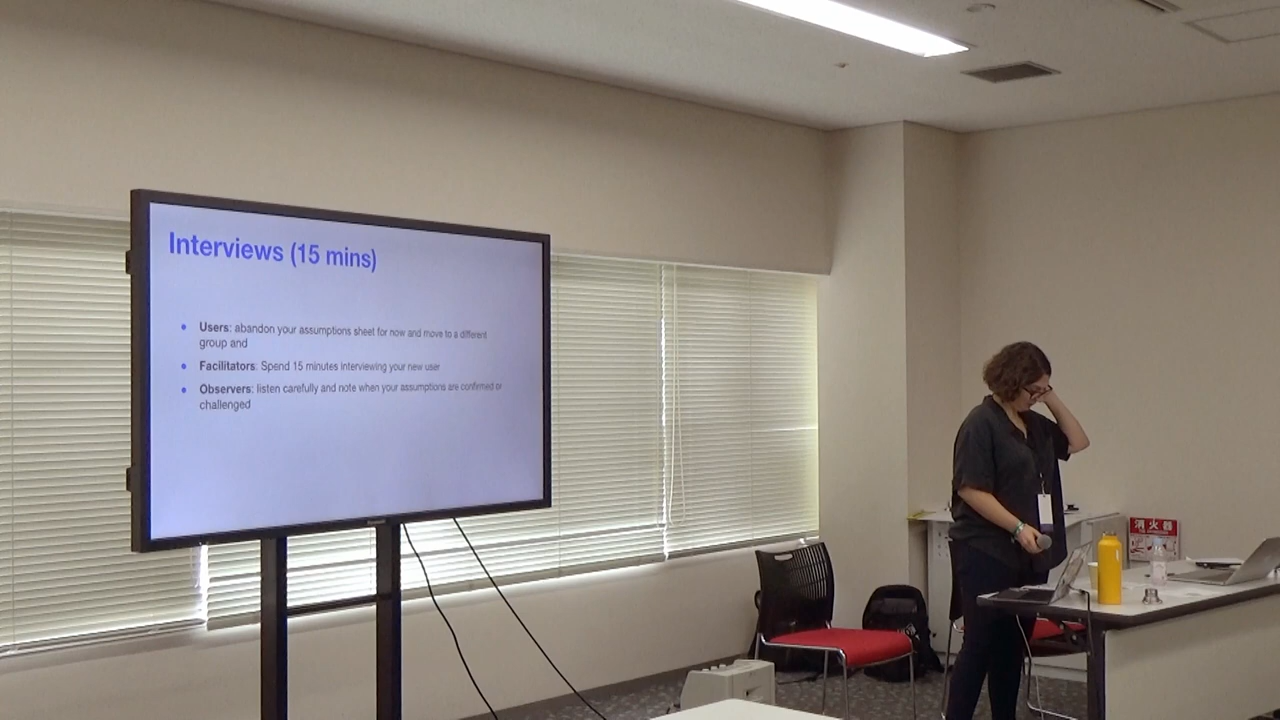 Interviews (15 mins)
Users: abandon your assumptions sheet for now and move to a different
group and
Facilitators: Spend 15 minutes interviewing your new user
Observers: listen carefully and note when your assumptions are confirmed or
challenged
消火器